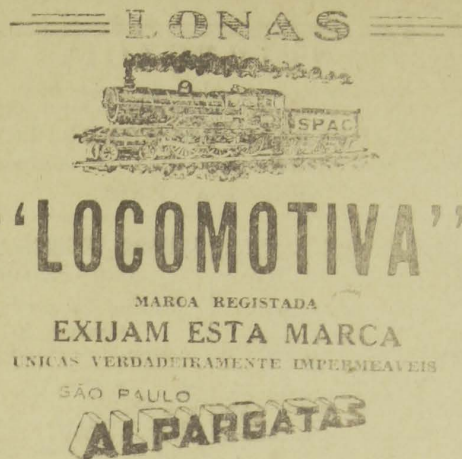 LONAS
SPAC
"LOCOMOTIVA"
MARCA REGISTADA
EXIJAM ESTA MARCA
UNICAS VERDADEIRAMENTE IMPERMEAVEIS
SÃO PAULO
ALPARGATAS